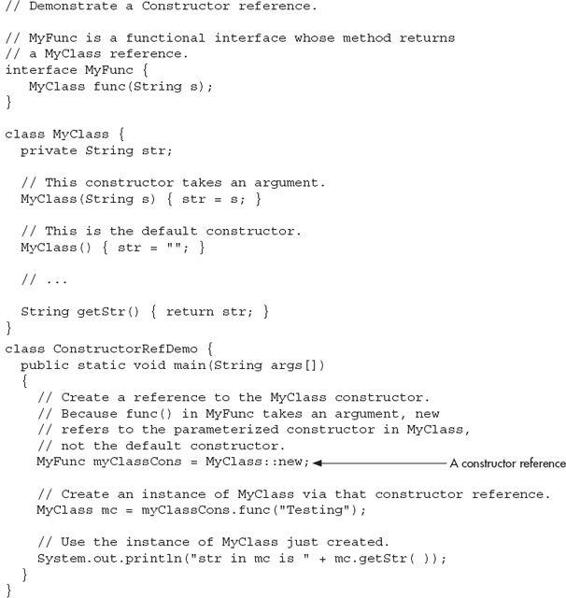 // Demonstrate a Constructor reference.
// MyFunc is a functional interface whose method returns
// a MyClass reference.
interface MyFunc {
MyClass func(String s);
}
class MyClass {
private String str;
// This constructor takes an argument.
MyClass(String s) { str = s; }
// This is the default constructor.
MyClass() { str = ""; }
// ...
String getStr() { return str; }
}
class ConstructorRefDemo {
public static void main(String args[])
{
// Create a reference to the MyClass constructor.
// Because func() in MyFunc takes an argument, new
// refers to the parameterized constructor in MyClass,
// not the default constructor.
MyFunc myClassCons = MyClass::new; A constructor reference
// Create an instance of MyClass via that constructor reference.
MyClass mc = myClassCons.func("Testing");
// Use the instance of MyClass just created.
System.out.println("str in mc is " + mc.getStr( ));
}
}